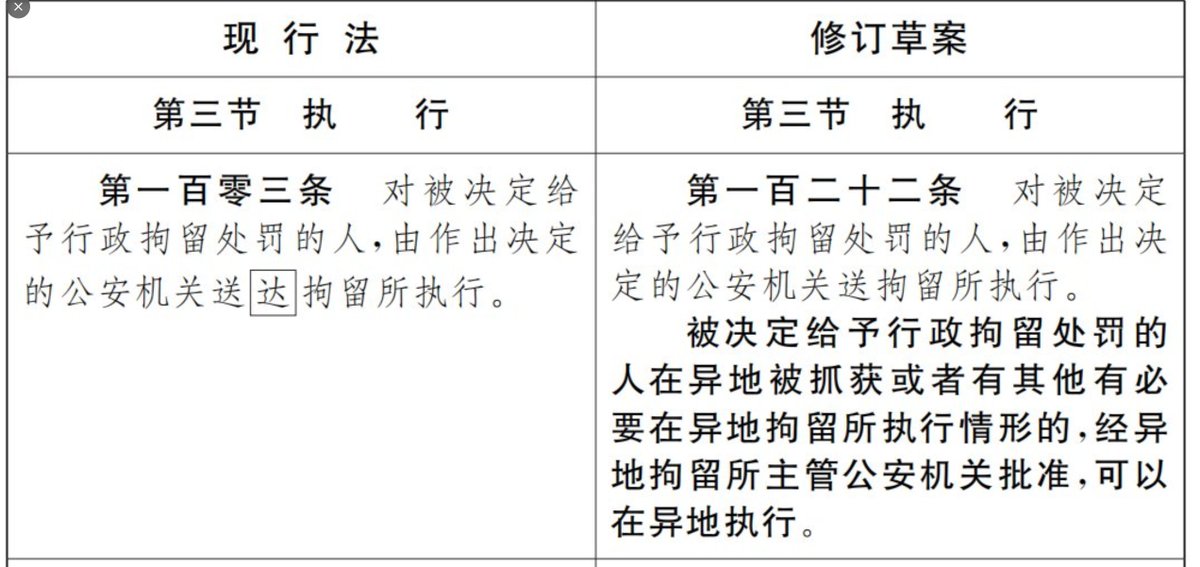 现行法
修订草案
第三节 执 行
第三节 执 行
第一百零三条 对被决定给
予行政拘留处罚的人,由作出决定
的公安机关送达拘留所执行。
第一百二十二条 对被决定
给予行政拘留处罚的人,由作出决
定的公安机关送拘留所执行。
被决定给予行政拘留处罚的
人在异地被抓获或者有其他有必
要在异地拘留所执行情形的,经异
地拘留所主管公安机关批准,可以
在异地执行。